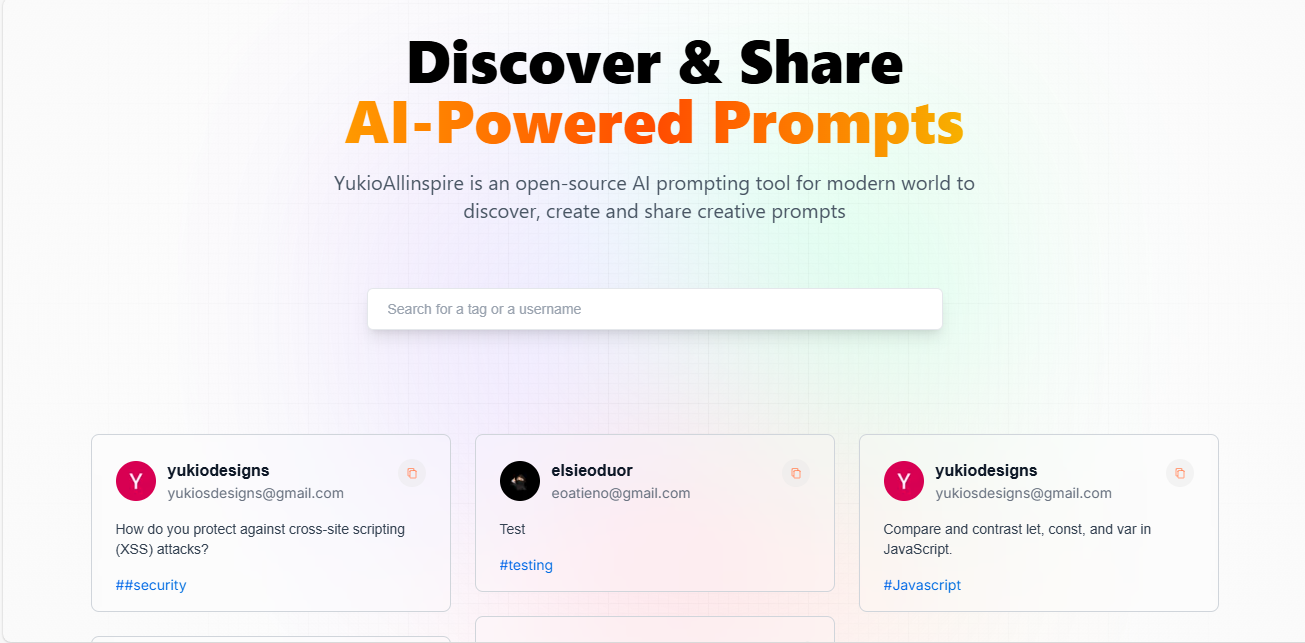 Discover & Share
AI-Powered Prompts
YukioAllinspire is an open-source AI prompting tool for modern world to
discover, create and share creative prompts
Search for a tag or a username
Y
yukiodesigns
yukiosdesigns@gmail.com
How do you protect against cross-site scripting
(XSS) attacks?
##security
elsieoduor
eoatieno@gmail.com
Test
#testing
Y
yukiodesigns
yukiosdesigns@gmail.com
Compare and contrast let, const, and var in
JavaScript.
#Javascript